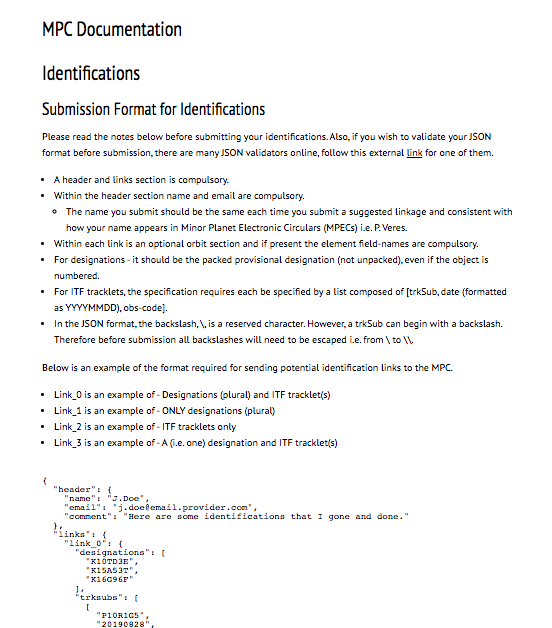 MPC Documentation
Identifications
Submission Format for Identifications
Please read the notes below before submitting your identifications. Also, if you wish to validate your JSON
format before submission, there are many JSON validators online, follow this external link for one of them.
• A header and links section is compulsory.
• Within the header section name and email are compulsory.
∘ The name you submit should be the same each time you submit a suggested linkage and consistent with
how your name appears in Minor Planet Electronic Circulars (MPECs) i.e. P. Veres.
• Within each link is an optional orbit section and if present the element field-names are compulsory.
• For designations - it should be the packed provisional designation (not unpacked), even if the object is
numbered.
• For ITF tracklets, the specification requires each be specified by a list composed of [trkSub, date (formatted
as YYYYMMDD), obs-code].
• In the JSON format, the backslash, \, is a reserved character. However, a trkSub can begin with a backslash.
Therefore before submission all backslashes will need to be escaped i.e. from \ to \\.
Below is an example of the format required for sending potential identification links to the MPC.
• Link_0 is an example of - Designations (plural) and ITF tracklet(s)
• Link_1 is an example of - ONLY designations (plural)
• Link_2 is an example of - ITF tracklets only
• Link_3 is an example of - A (i.e. one) designation and ITF tracklet(s)
{
"header": {
"name": "J.Doe",
"email": "j.doe@email.provider.com",
"comment": "Here are some identifications that I gone and done."
},
"links": {
"link_0": {
"designations": [
"K10TD3E",
"K15A53T",
"K16G96F"
],
"trksubs": [
[
"P10R1G5",
"20190828",